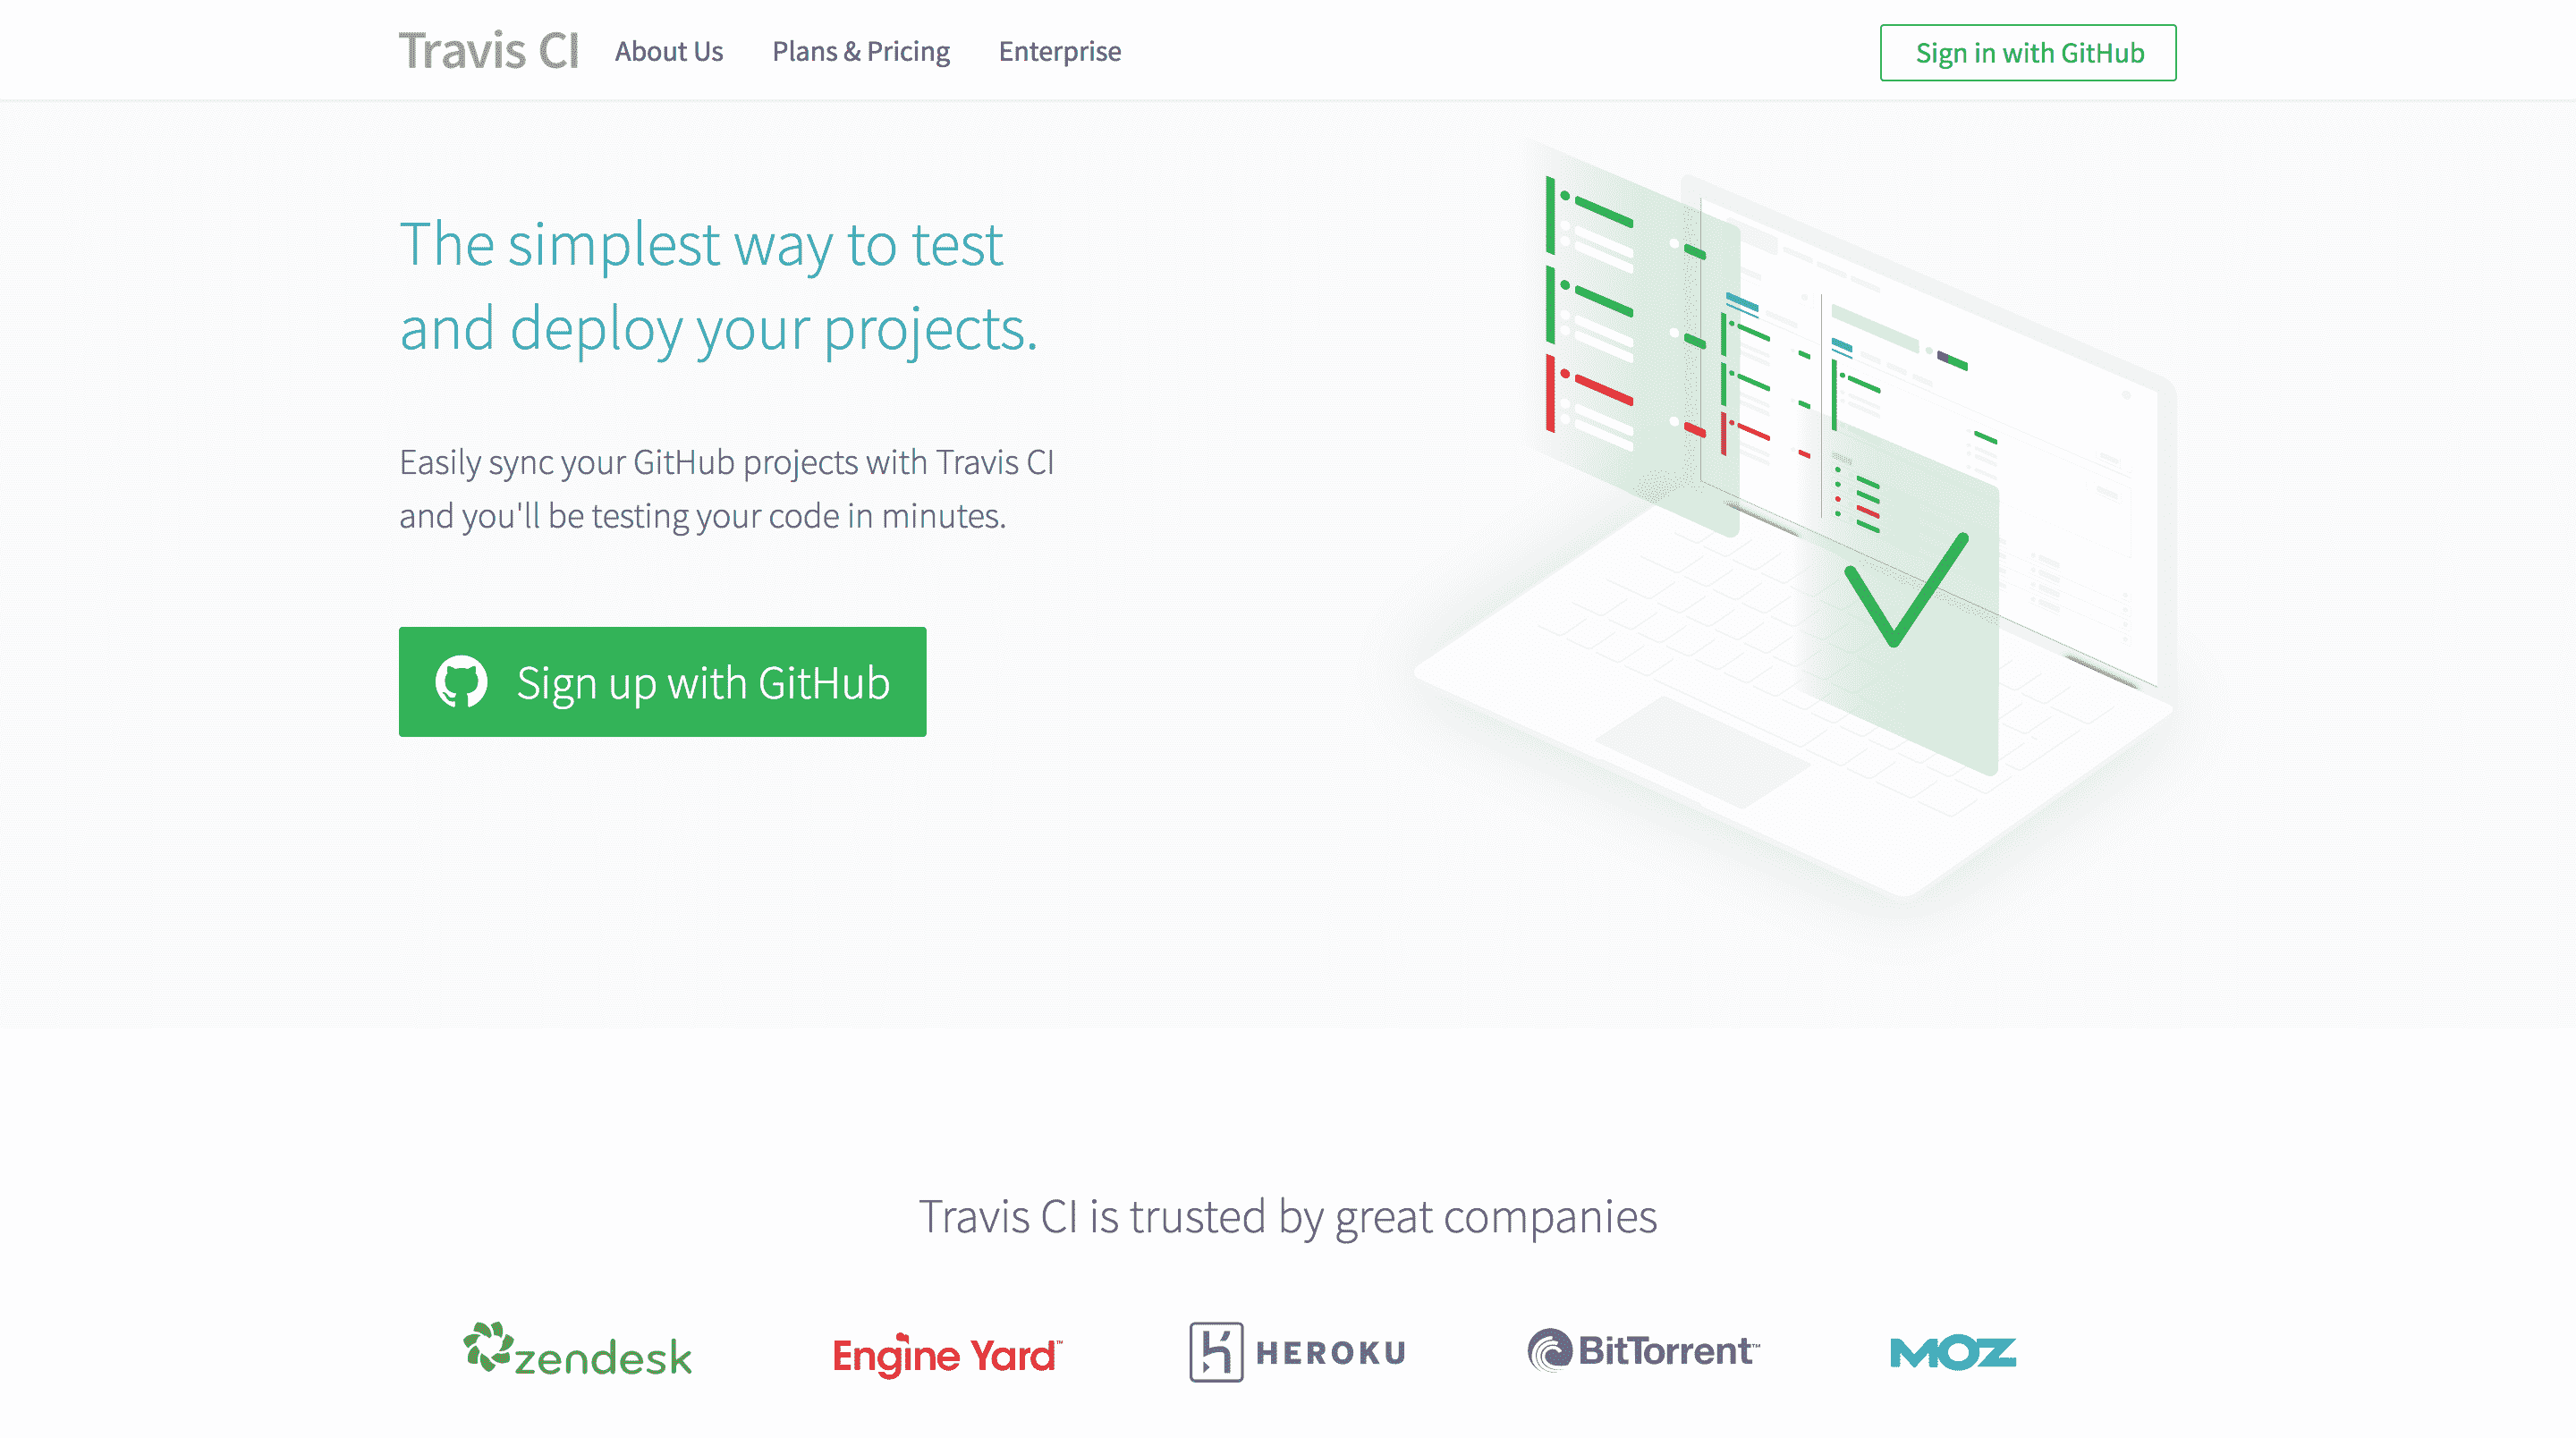 Travis CI
About Us
Plans & Pricing
Enterprise
Sign in with GitHub
The simplest way to test
and deploy your projects.
Easily sync your GitHub projects with Travis CI
and you'll be testing your code in minutes.
Sign up with GitHub
Travis CI is trusted by great companies
zendesk
Engine Yard™
HEROKU
BitTorrent™
MOZ